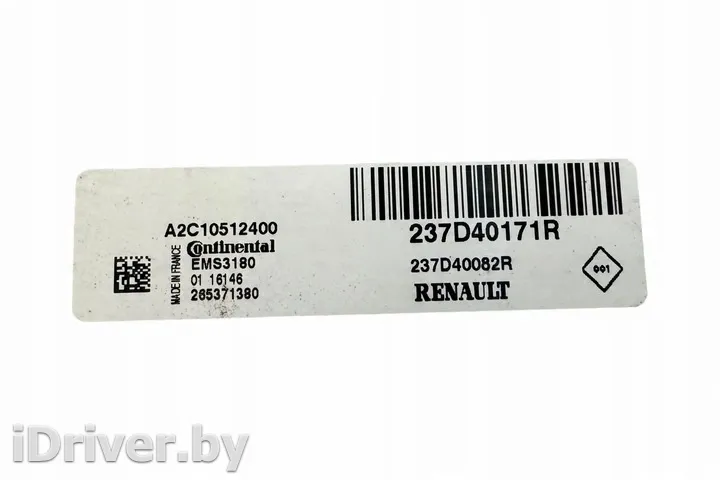 A2C10512400
Continental
EMS3180
01 16146
265371380
MADE IN FRANCE
237D40171R
237D40082R
RENAULT
001
iDriver.by